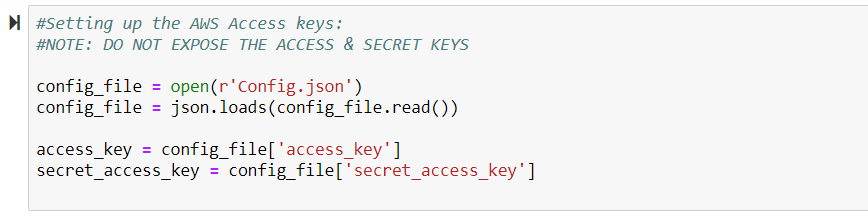 #Setting up the AWS Access keys:
#NOTE: DO NOT EXPOSE THE ACCESS & SECRET KEYS
config_file = open(r'Config.json')
config_file = json.loads(config_file.read())
access_key = config_file['access_key']
secret_access_key = config_file['secret_access_key']